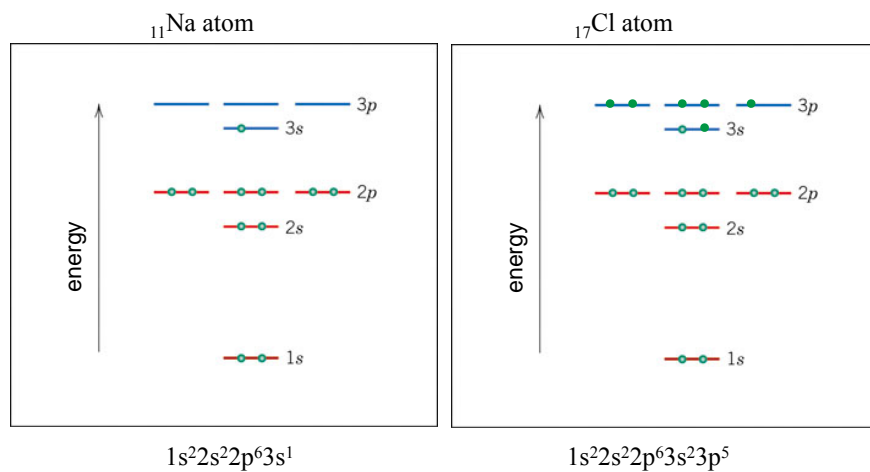 ₁₁Na atom
3p
3s
2p
2s
energy
1s
1s²2s²2p⁶3s¹
₁₇Cl atom
3p
3s
2p
2s
energy
1s
1s²2s²2p⁶3s²3p⁵